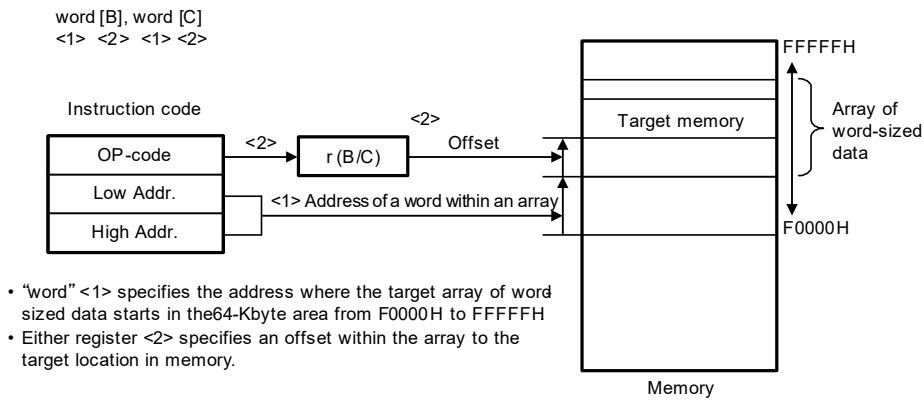 word [B], word [C]
<1> <2> <1> <2>
FFFFFH
Instruction code
<2>
Array of
word-sized
data
Target memory
OP-code
<2>
r (B/C)
Offset
Low Addr.
<1> Address of a word within an array
High Addr.
F0000H
• “word” <1> specifies the address where the target array of word
sized data starts in the64-Kbyte area from F0000H to FFFFFH
• Either register <2> specifies an offset within the array to the
target location in memory.
Memory